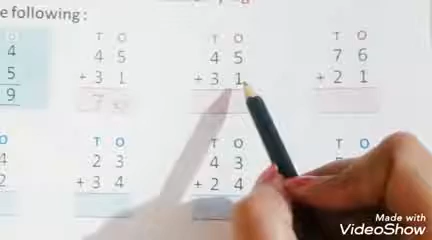 e following :
O T O T O T O
4 4 5 4 5 7 6
5 + 3 1 + 3 1 + 2 1
9 7
O T O T O T O
4 2 3 4 3
2 + 3 4 + 2 4
Made with
VideoShow